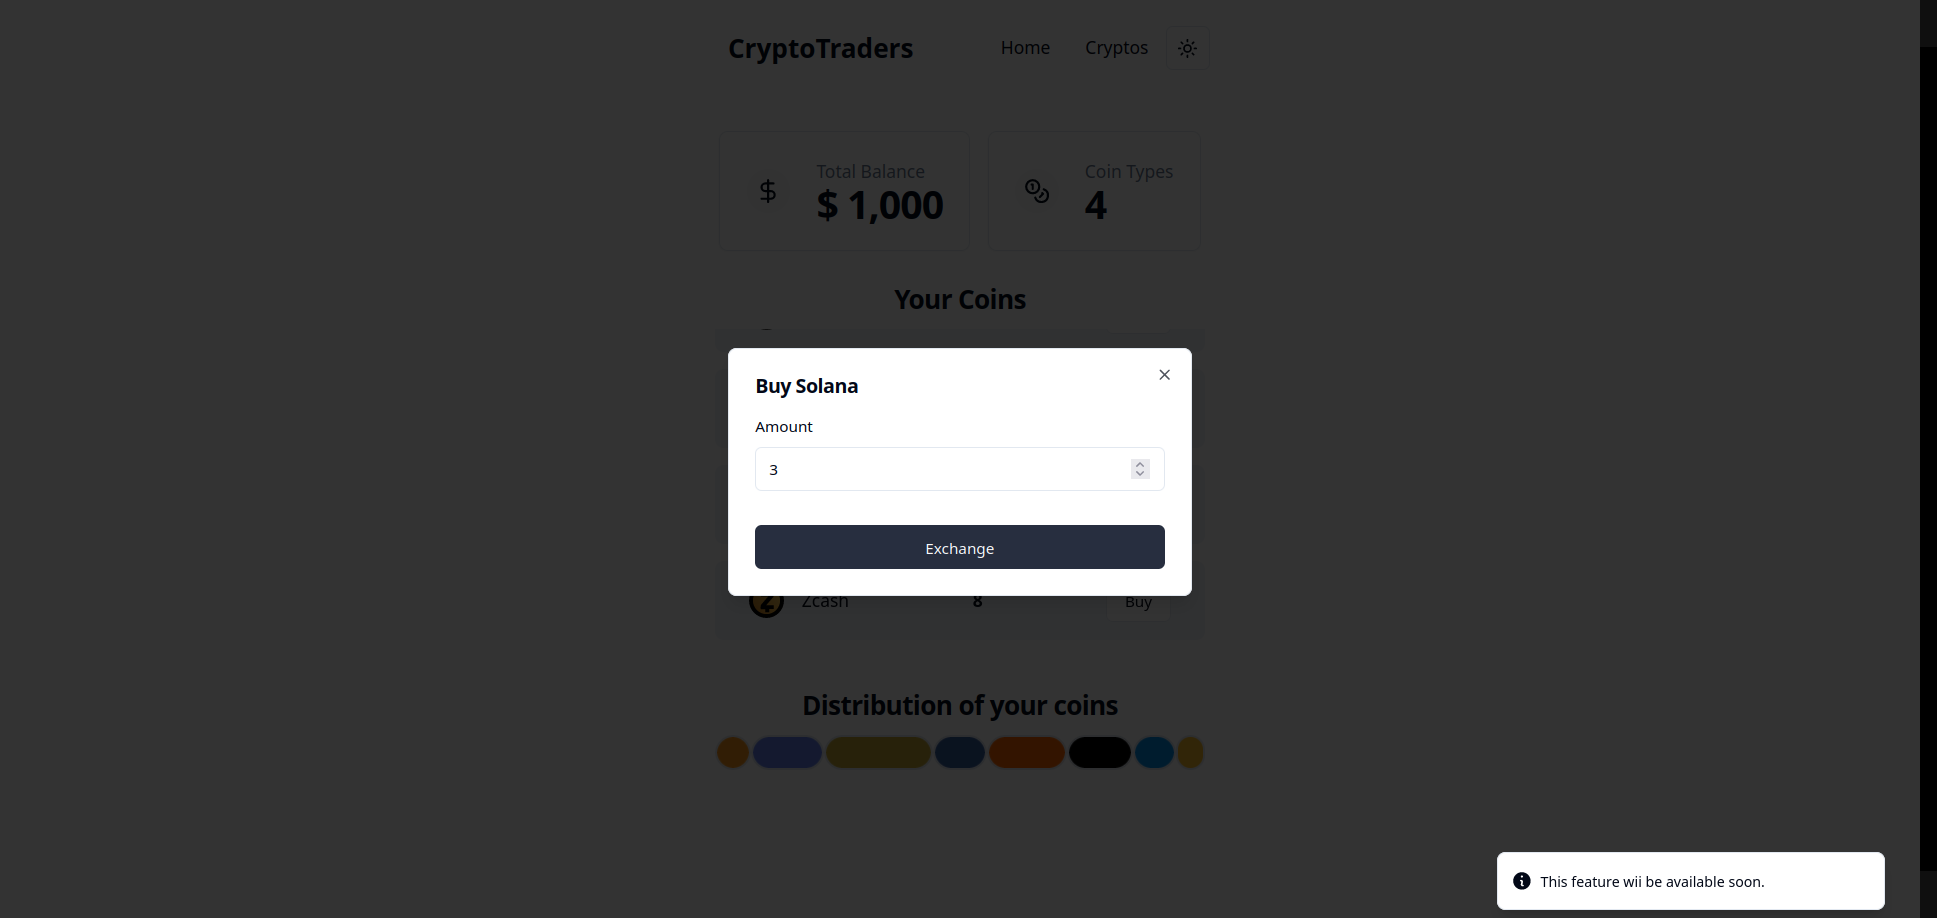 CryptoTraders
Home
Cryptos
Total Balance
$ 1,000
Coin Types
4
Your Coins
Buy Solana
Amount
3
Exchange
Zcash
8
Buy
Distribution of your coins
This feature wii be available soon.